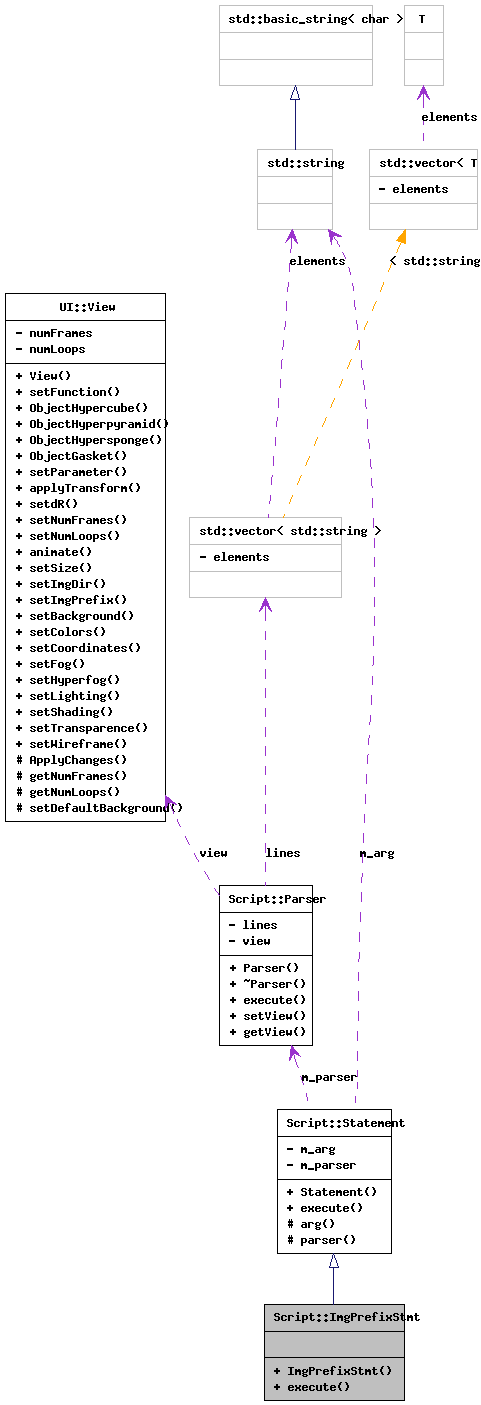 std::basic_string< char >
T
elements
std::string
std::vector< T
- elements
elements
< std::string
UI::View
- numFrames
- numLoops
+ View()
+ setFunction()
+ ObjectHypercube()
+ ObjectHyperpyramid()
+ ObjectHypersponge()
+ ObjectGasket()
+ setParameter()
+ applyTransform()
+ setdR()
+ setNumFrames()
+ setNumLoops()
+ animate()
+ setSize()
+ setImgDir()
+ setImgPrefix()
+ setBackground()
+ setColors()
+ setCoordinates()
+ setFog()
+ setHyperfog()
+ setLighting()
+ setShading()
+ setTransparence()
+ setWireframe()
# ApplyChanges()
# getNumFrames()
# getNumLoops()
# setDefaultBackground()
std::vector< std::string >
- elements
view
lines
m_arg
Script::Parser
- lines
- view
+ Parser()
+ ~Parser()
+ execute()
+ setView()
+ getView()
m_parser
Script::Statement
- m_arg
- m_parser
+ Statement()
+ execute()
# arg()
# parser()
Script::ImgPrefixStmt
+ ImgPrefixStmt()
+ execute()